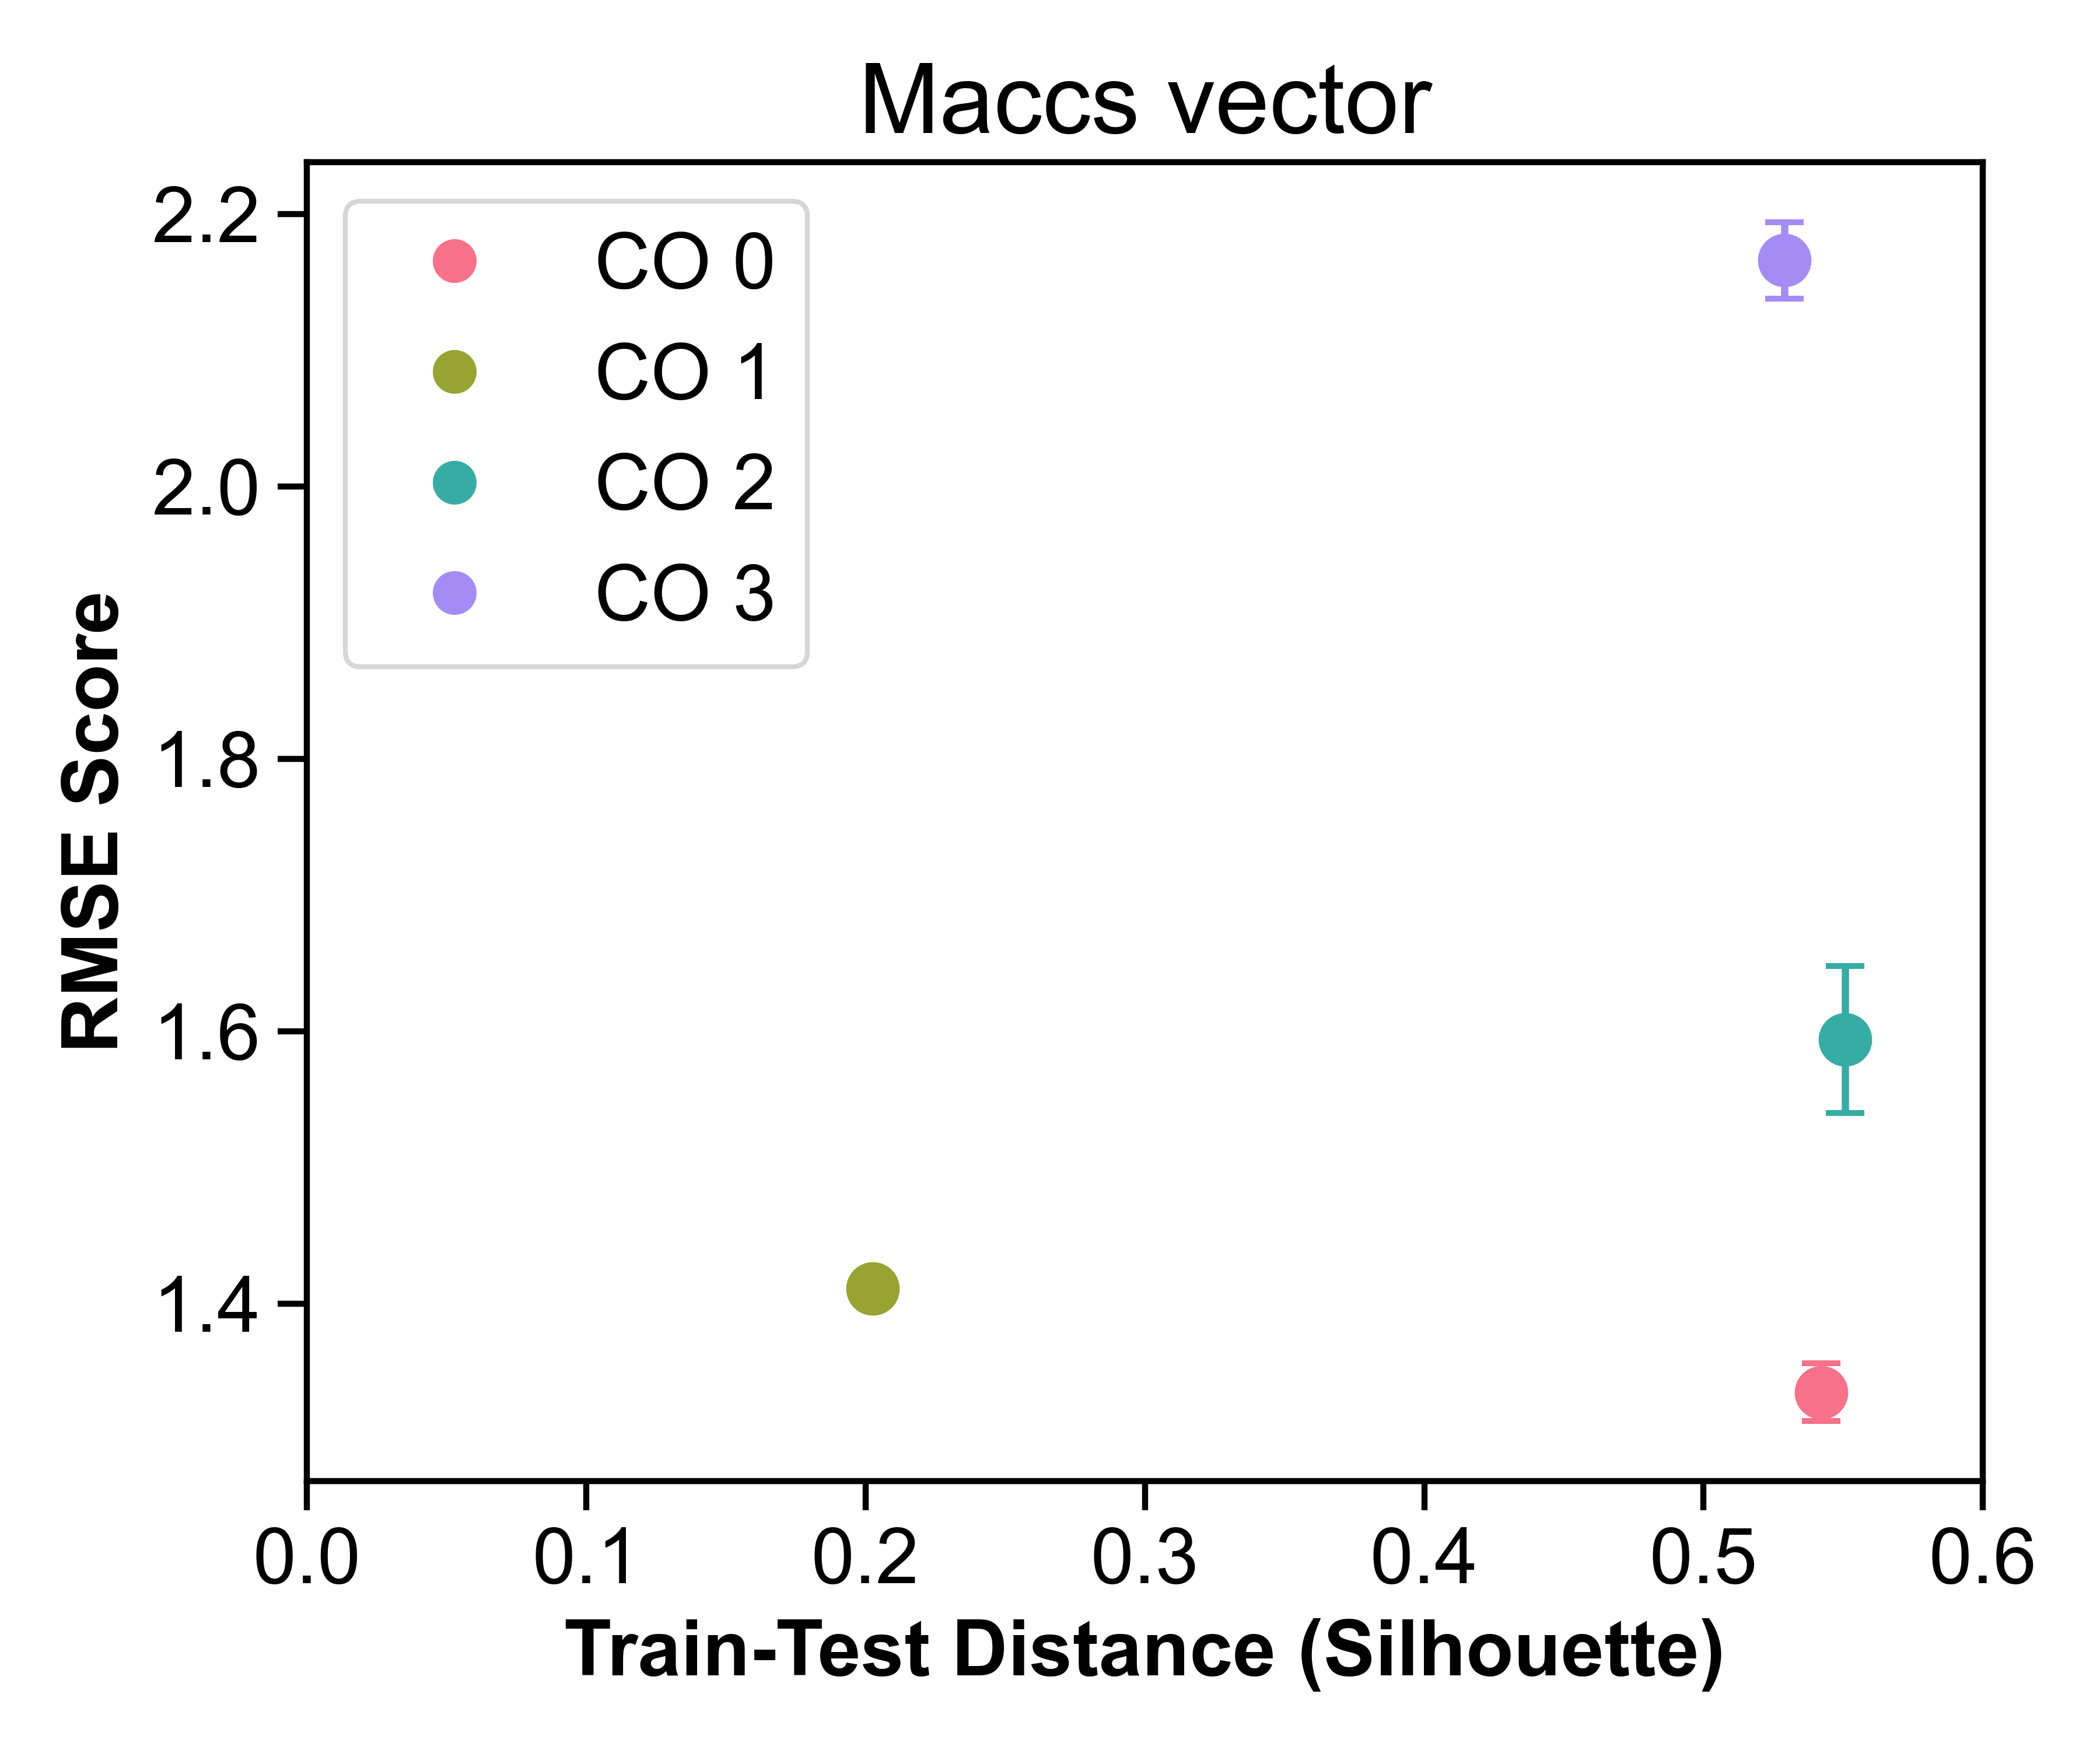 Maccs vector
2.2
2.0
1.8
1.6
1.4
RMSE Score
CO 0
CO 1
CO 2
CO 3
0.0 0.1 0.2 0.3 0.4 0.5 0.6
Train-Test Distance (Silhouette)